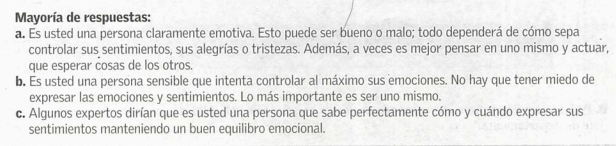 Mayoría de respuestas:
a. Es usted una persona claramente emotiva. Esto puede ser bueno o malo; todo dependerá de cómo sepa
controlar sus sentimientos, sus alegrías o tristezas. Además, a veces es mejor pensar en uno mismo y actuar,
que esperar cosas de los otros.
b. Es usted una persona sensible que intenta controlar al máximo sus emociones. No hay que tener miedo de
expresar las emociones y sentimientos. Lo más importante es ser uno mismo.
c. Algunos expertos dirían que es usted una persona que sabe perfectamente cómo y cuándo expresar sus
sentimientos manteniendo un buen equilibro emocional.